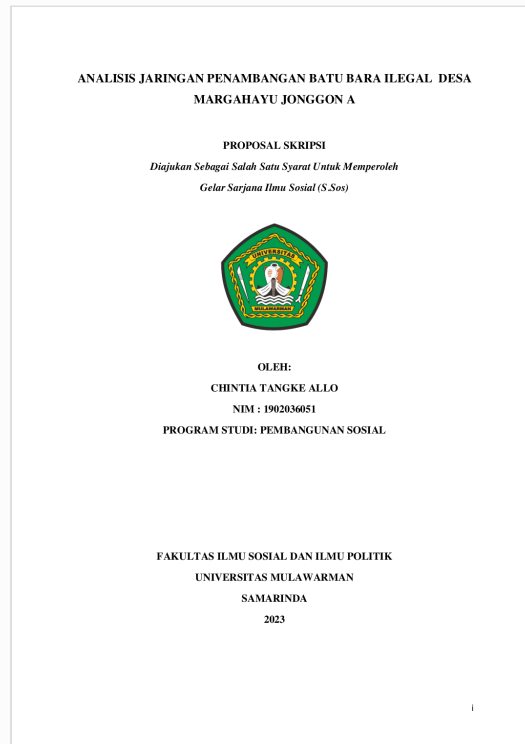 ANALISIS JARINGAN PENAMBANGAN BATU BARA ILEGAL DESA
MARGAHAYU JONGGON A
PROPOSAL SKRIPSI
Diajukan Sebagai Salah Satu Syarat Untuk Memperoleh
Gelar Sarjana Ilmu Sosial (S.Sos)
UNIVERSITAS
MULAWARMAN
OLEH:
CHINTIA TANGKE ALLO
NIM : 1902036051
PROGRAM STUDI: PEMBANGUNAN SOSIAL
FAKULTAS ILMU SOSIAL DAN ILMU POLITIK
UNIVERSITAS MULAWARMAN
SAMARINDA
2023
i